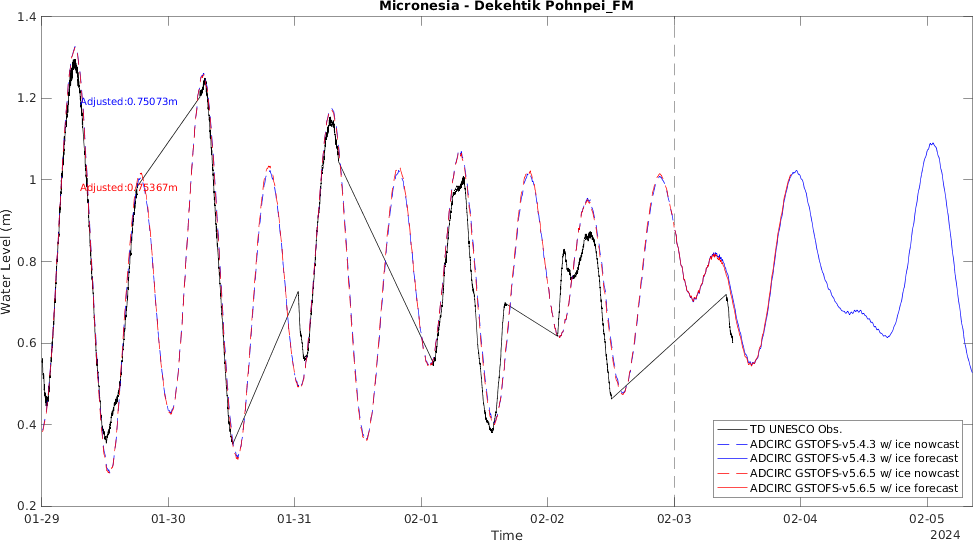 Micronesia - Dekehtik Pohnpei_FM
1.4
1.2
1
0.8
0.6
0.4
0.2
Water Level (m)
Adjusted:0.75073m
Adjusted:0.75367m
TD UNESCO Obs.
ADCIRC GSTOFS-v5.4.3 w/ ice nowcast
ADCIRC GSTOFS-v5.4.3 w/ ice forecast
ADCIRC GSTOFS-v5.6.5 w/ ice nowcast
ADCIRC GSTOFS-v5.6.5 w/ ice forecast
01-29 01-30 01-31 02-01 02-02 02-03 02-04 02-05
Time
2024